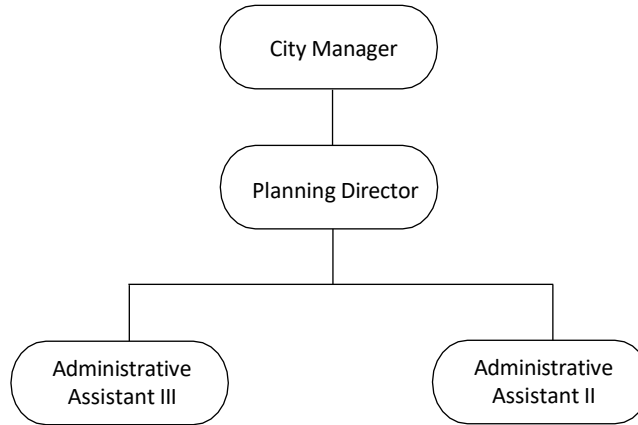 City Manager
Planning Director
Administrative
Assistant III
Administrative
Assistant II